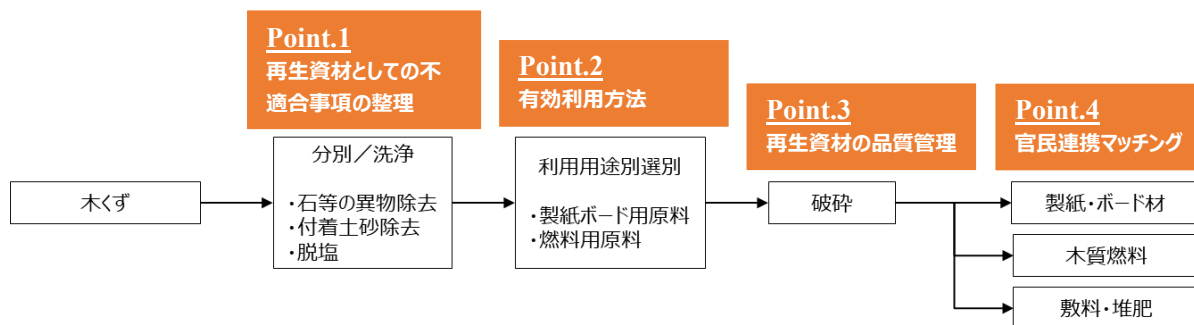 Point.1
再生資材としての不
適合事項の整理
Point.2
有効利用方法
Point.3
再生資材の品質管理
Point.4
官民連携マッチング
木くず
分別／洗浄
・石等の異物除去
・付着土砂除去
・脱塩
利用用途別選別
・製紙ボード用原料
・燃料用原料
破砕
製紙・ボード材
木質燃料
敷料・堆肥